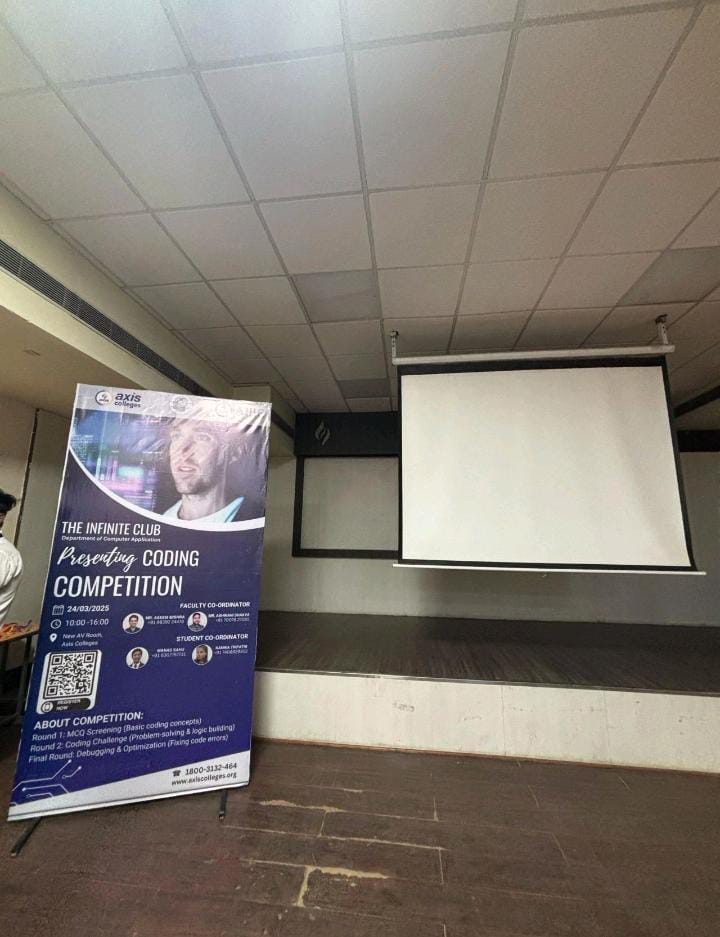 axis
colleges
THE INFINITE CLUB
Department of Computer Application
Presenting CODING
COMPETITION
24/03/2025
FACULTY CO-ORDINATOR
10:00 -16:00
New AV Room,
Axis Colleges
STUDENT CO-ORDINATOR
REGISTER
NOW
ABOUT COMPETITION:
Round 1: MCQ Screening (Basic coding concepts)
Round 2: Coding Challenge (Problem-solving & logic building)
Final Round: Debugging & Optimization (Fixing code errors)
1800-3132-464
www.axiscolleges.org